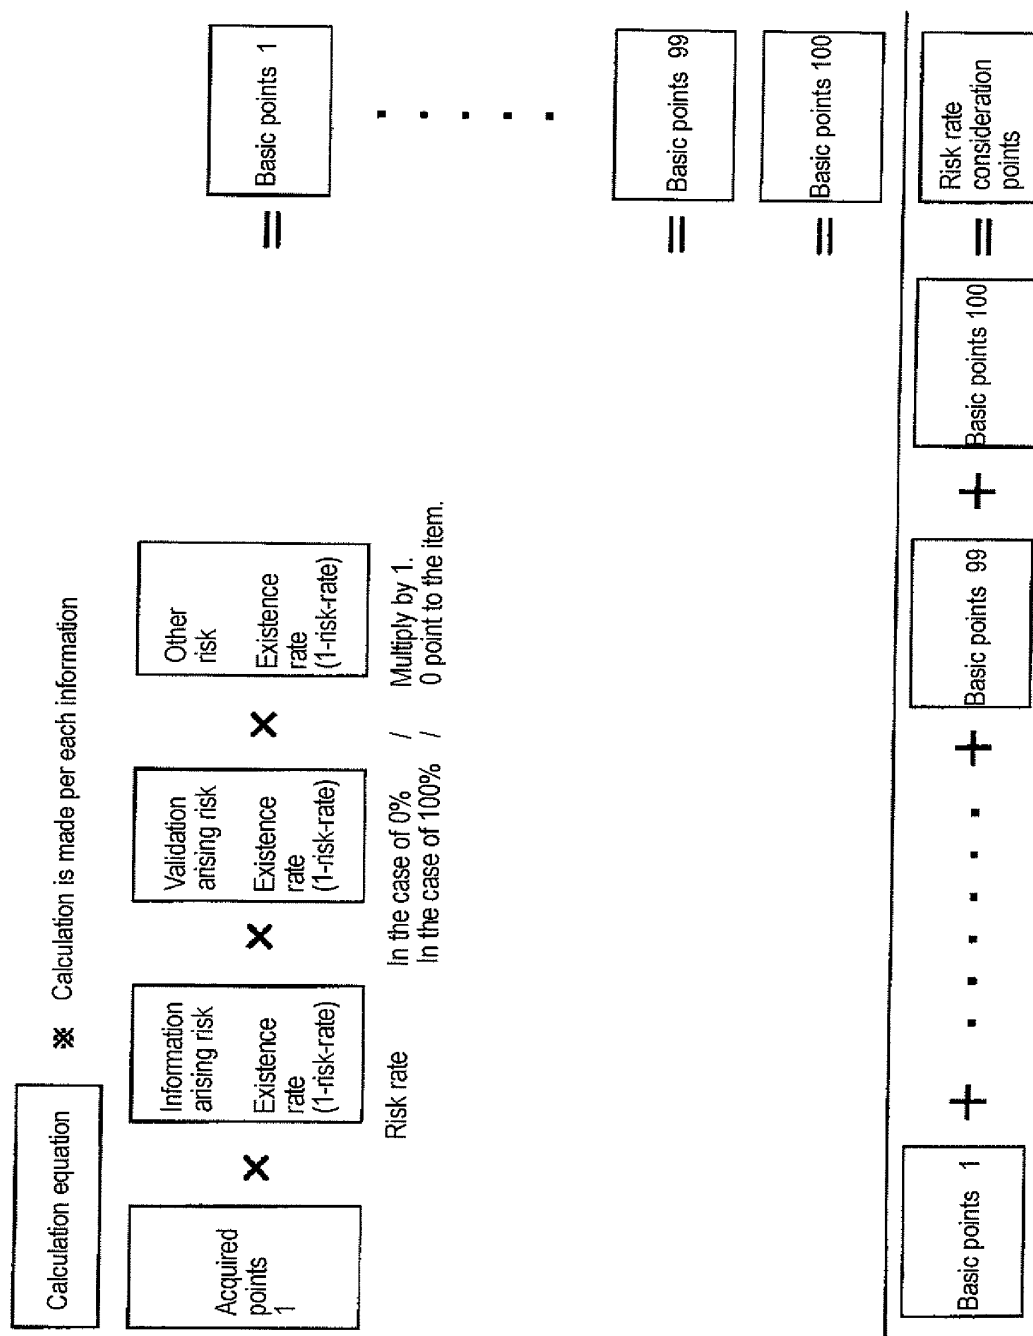 Calculation equation
※ Calculation is made per each information
Acquired
points
1
×
Information
arising risk
Existence
rate
(1-risk-rate)
×
Validation
arising risk
Existence
rate
(1-risk-rate)
×
Other
risk
Existence
rate
(1-risk-rate)
=
Basic points 1
Risk rate
In the case of 0% / Multiply by 1.
In the case of 100% / 0 point to the item.
. . . . .
= Basic points 99
= Basic points 100
Basic points 1 + . . . . . . + Basic points 99 + Basic points 100 =
Risk rate
consideration
points